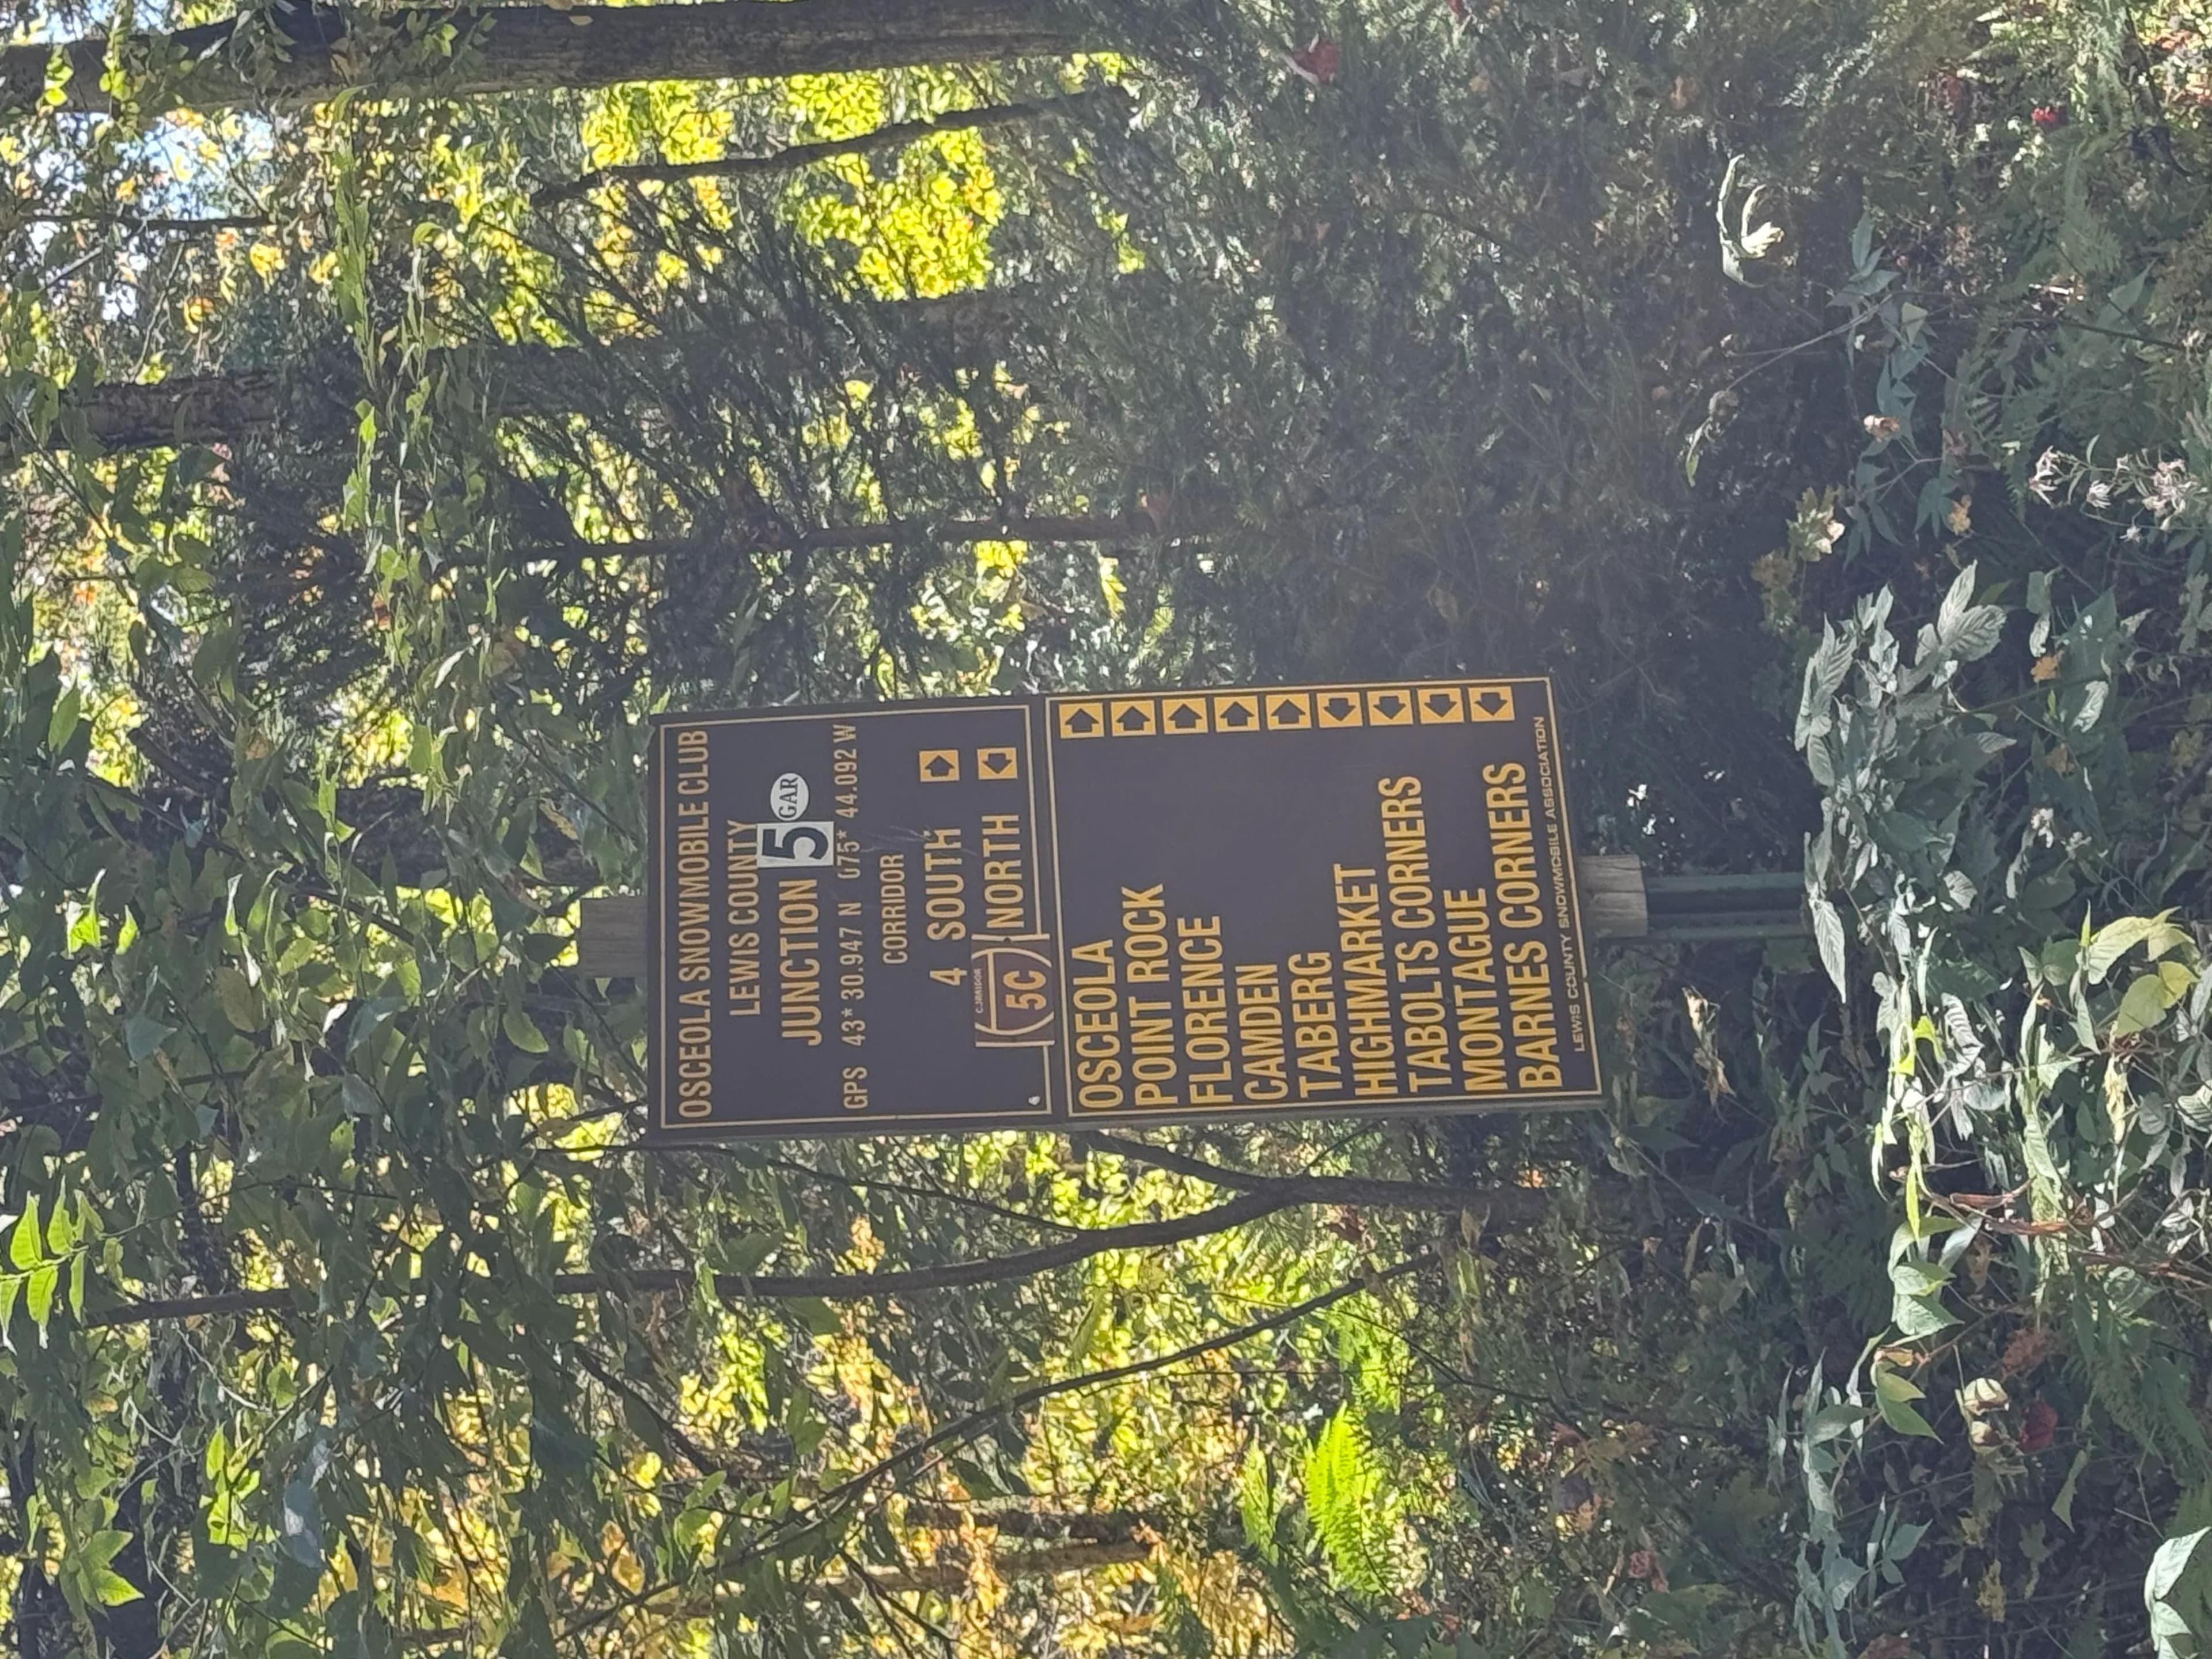 OSCEOLA SNOWMOBILE CLUB
LEWIS COUNTY
JUNCTION 5 GAR
GPS 43* 30.947 N 075* 44.092 W
CORRIDOR
4 SOUTH
5C NORTH
OSCEOLA
POINT ROCK
FLORENCE
CAMDEN
TABERG
HIGHMARKET
TABOLTS CORNERS
MONTAGUE
BARNES CORNERS
LEWIS COUNTY SNOWMOBILE ASSOCIATION